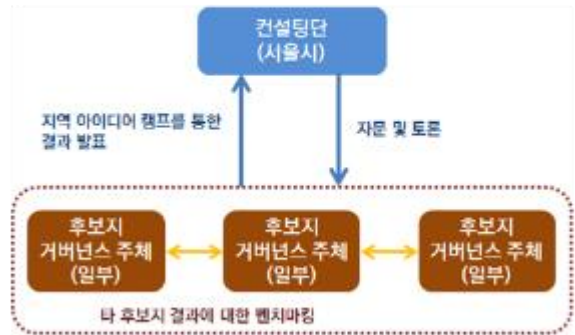 컨설팅단
(서울시)
지역 아이디어 캠프를 통한
결과 발표
자문 및 토론
후보지
거버넌스 주체
(일부)
후보지
거버넌스 주체
(일부)
후보지
거버넌스 주체
(일부)
타 후보지 결과에 대한 벤치마킹